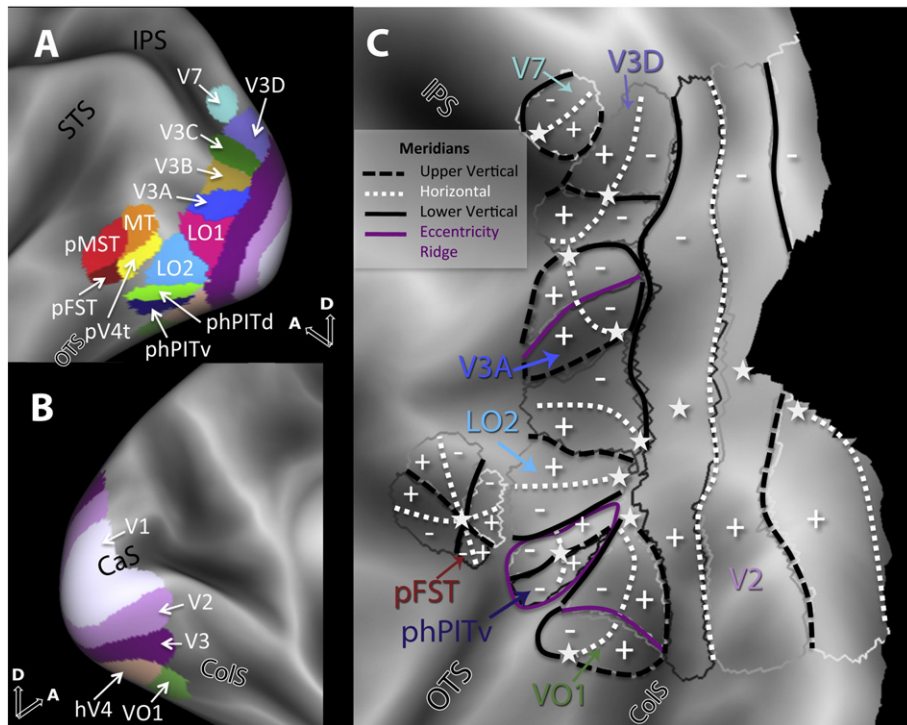 A
IPS
V7
V3D
STS
V3C
V3B
V3A
MT
LO1
pMST
LO2
pFST
pV4t
phPITd
phPITv
OTS
A
D
B
V1
CaS
V2
V3
ColS
hV4
VO1
D
A
C
V7
V3D
IPS
Meridians
Upper Vertical
Horizontal
Lower Vertical
Eccentricity
Ridge
V3A
LO2
pFST
V2
phPITv
VO1
OTS
ColS